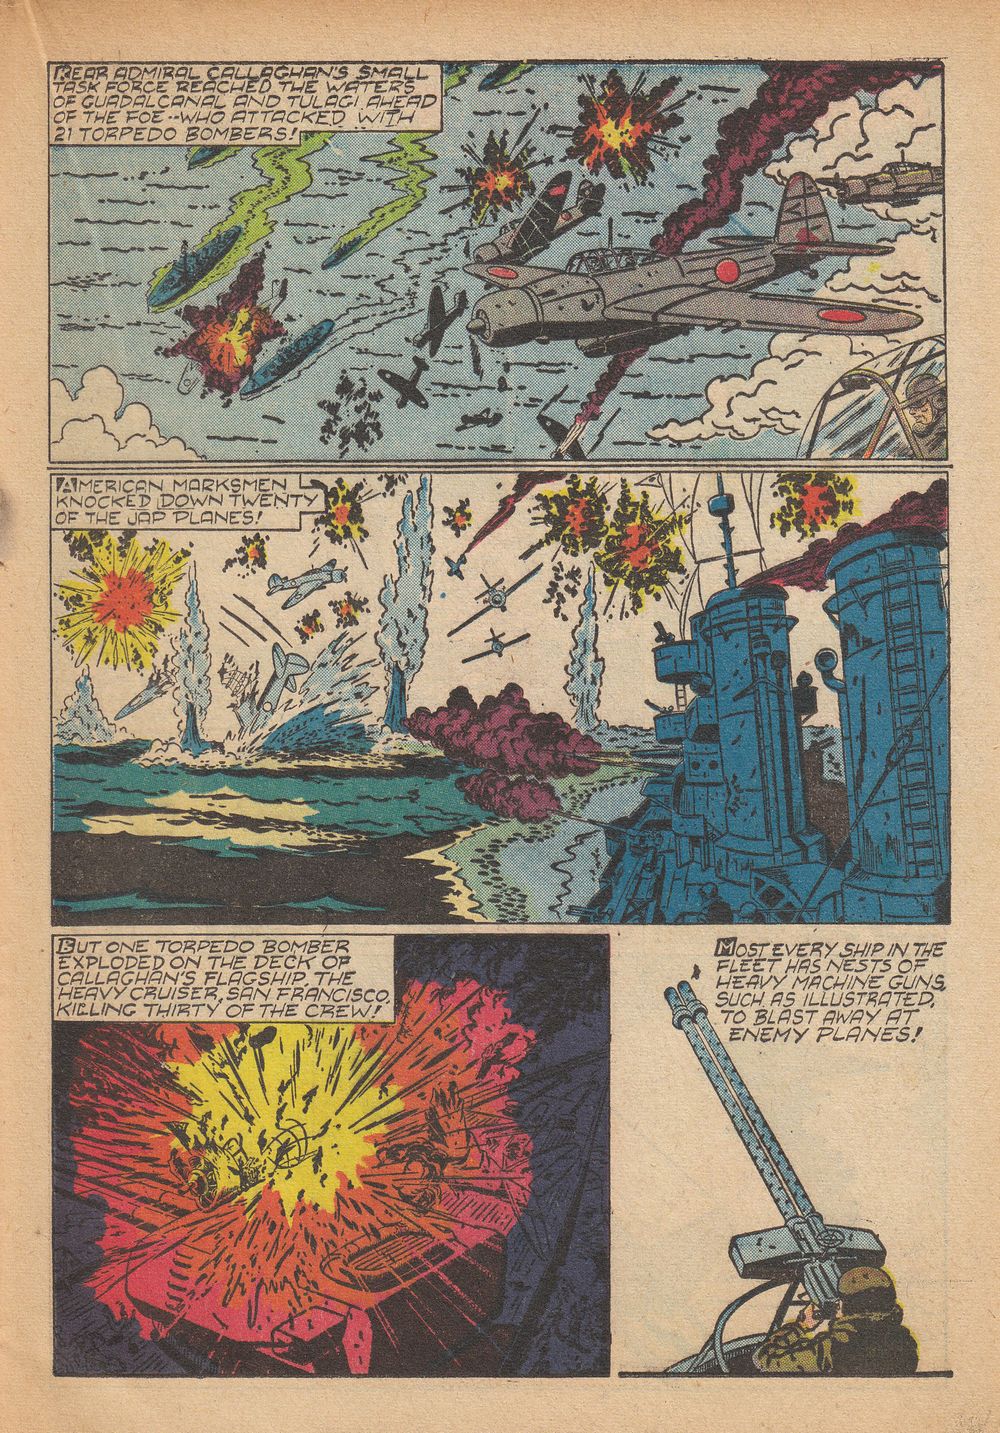 REAR ADMIRAL CALLAGHAN'S SMALL
TASK FORCE REACHED THE WATERS
OF GUADALCANAL AND TULAGI AHEAD
OF THE FOE--WHO ATTACKED WITH
21 TORPEDO BOMBERS!
AMERICAN MARKSMEN
KNOCKED DOWN TWENTY
OF THE JAP PLANES!
BUT ONE TORPEDO BOMBER
EXPLODED ON THE DECK OF
CALLAGHAN'S FLAGSHIP, THE
HEAVY CRUISER, SAN FRANCISCO,
KILLING THIRTY OF THE CREW!
MOST EVERY SHIP IN THE
FLEET HAS NESTS OF
HEAVY MACHINE GUNS,
SUCH AS ILLUSTRATED,
TO BLAST AWAY AT
ENEMY PLANES!